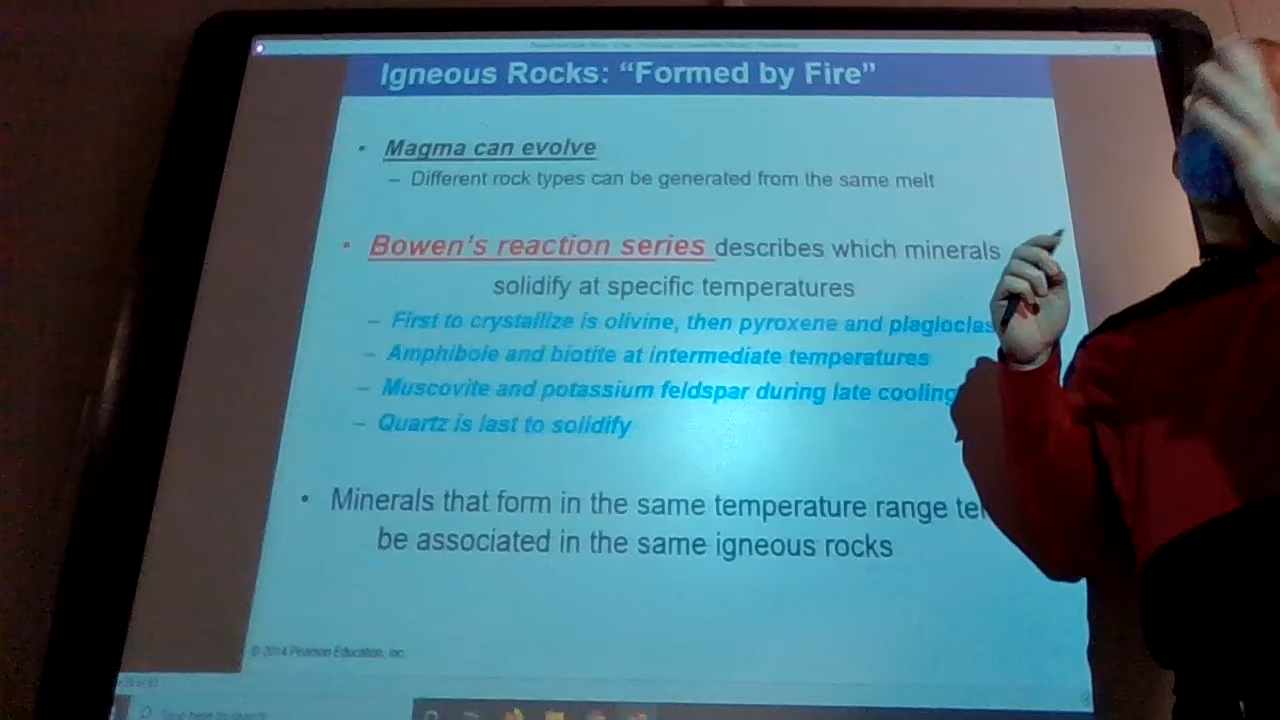 Igneous Rocks: “Formed by Fire”
• Magma can evolve
– Different rock types can be generated from the same melt
• Bowen's reaction series describes which minerals
solidify at specific temperatures
– First to crystallize is olivine, then pyroxene and plagioclas
– Amphibole and biotite at intermediate temperatures
– Muscovite and potassium feldspar during late cooling
– Quartz is last to solidify
• Minerals that form in the same temperature range te
be associated in the same igneous rocks
© 2014 Pearson Education, Inc.